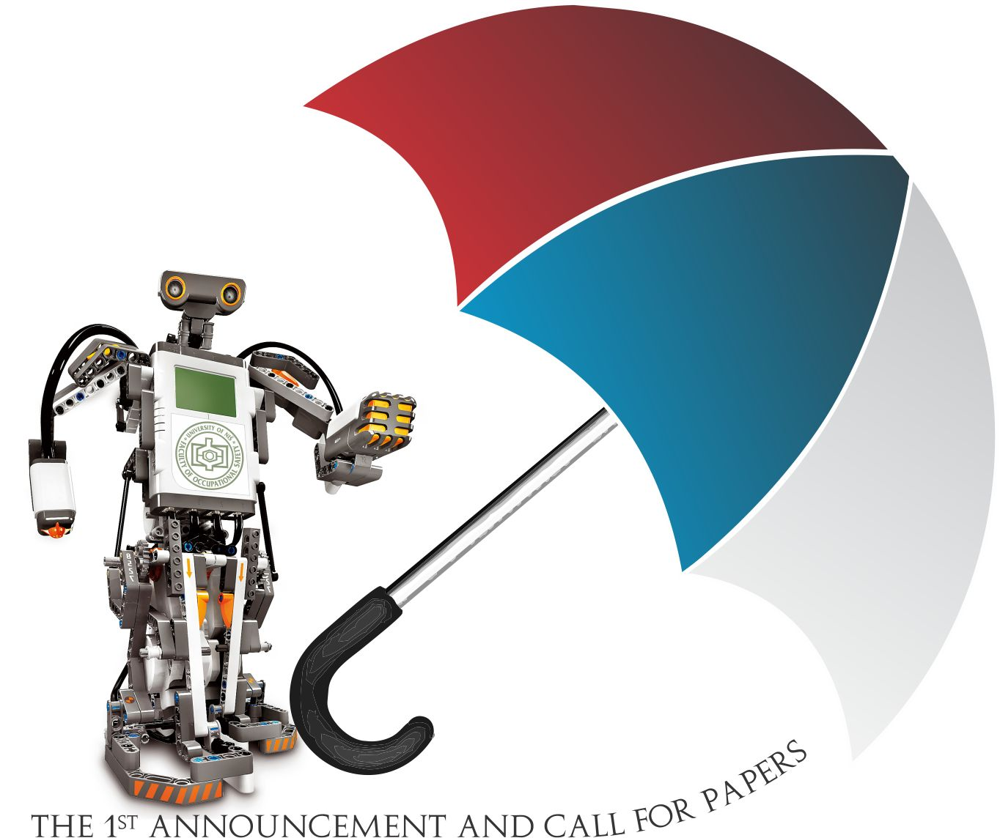 UNIVERSITY OF NIS
FACULTY OF OCCUPATIONAL SAFETY
THE 1ST ANNOUNCEMENT AND CALL FOR PAPERS